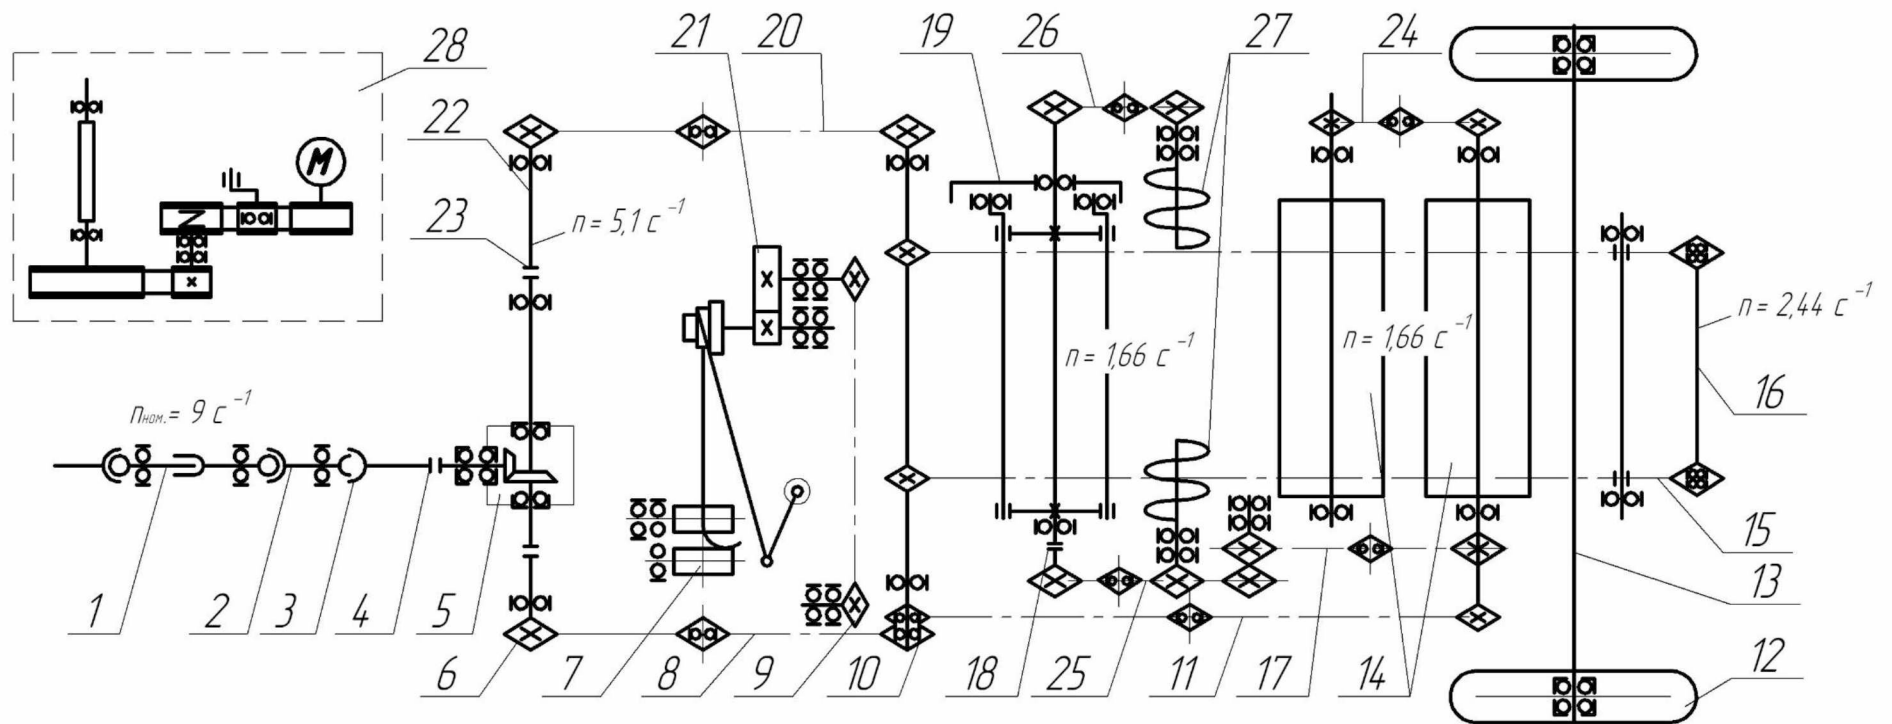 28 21 20 19 26 27 24
M
22
n = 5,1 с⁻¹
23
n = 2,44 с⁻¹
n = 1,66 с⁻¹
n = 1,66 с⁻¹
16
nном. = 9 с⁻¹
15
1 2 3 4 5 13
6 7 8 9 10 18 25 11 17 14 12